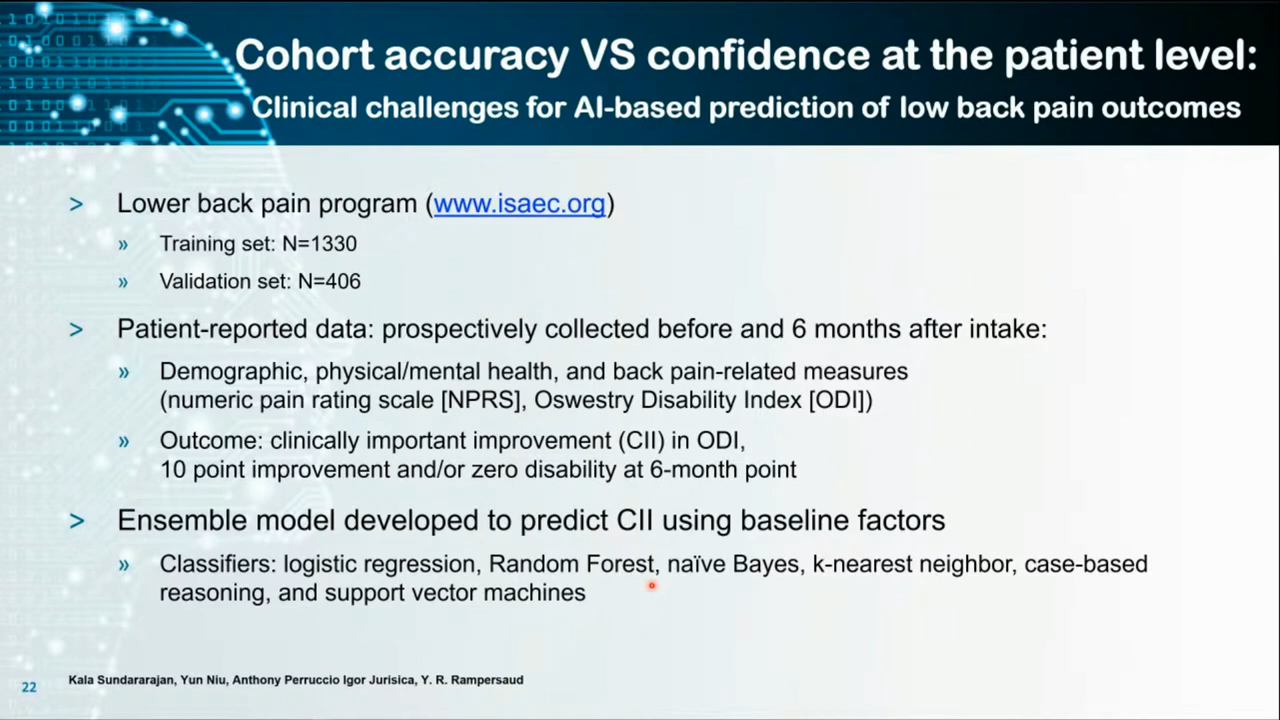 Cohort accuracy VS confidence at the patient level:
Clinical challenges for AI-based prediction of low back pain outcomes
> Lower back pain program (www.isaec.org)
» Training set: N=1330
» Validation set: N=406
> Patient-reported data: prospectively collected before and 6 months after intake:
» Demographic, physical/mental health, and back pain-related measures
(numeric pain rating scale [NPRS], Oswestry Disability Index [ODI])
» Outcome: clinically important improvement (CII) in ODI,
10 point improvement and/or zero disability at 6-month point
> Ensemble model developed to predict CII using baseline factors
» Classifiers: logistic regression, Random Forest, naïve Bayes, k-nearest neighbor, case-based
reasoning, and support vector machines
Kala Sundararajan, Yun Niu, Anthony Perruccio Igor Jurisica, Y. R. Rampersaud
22